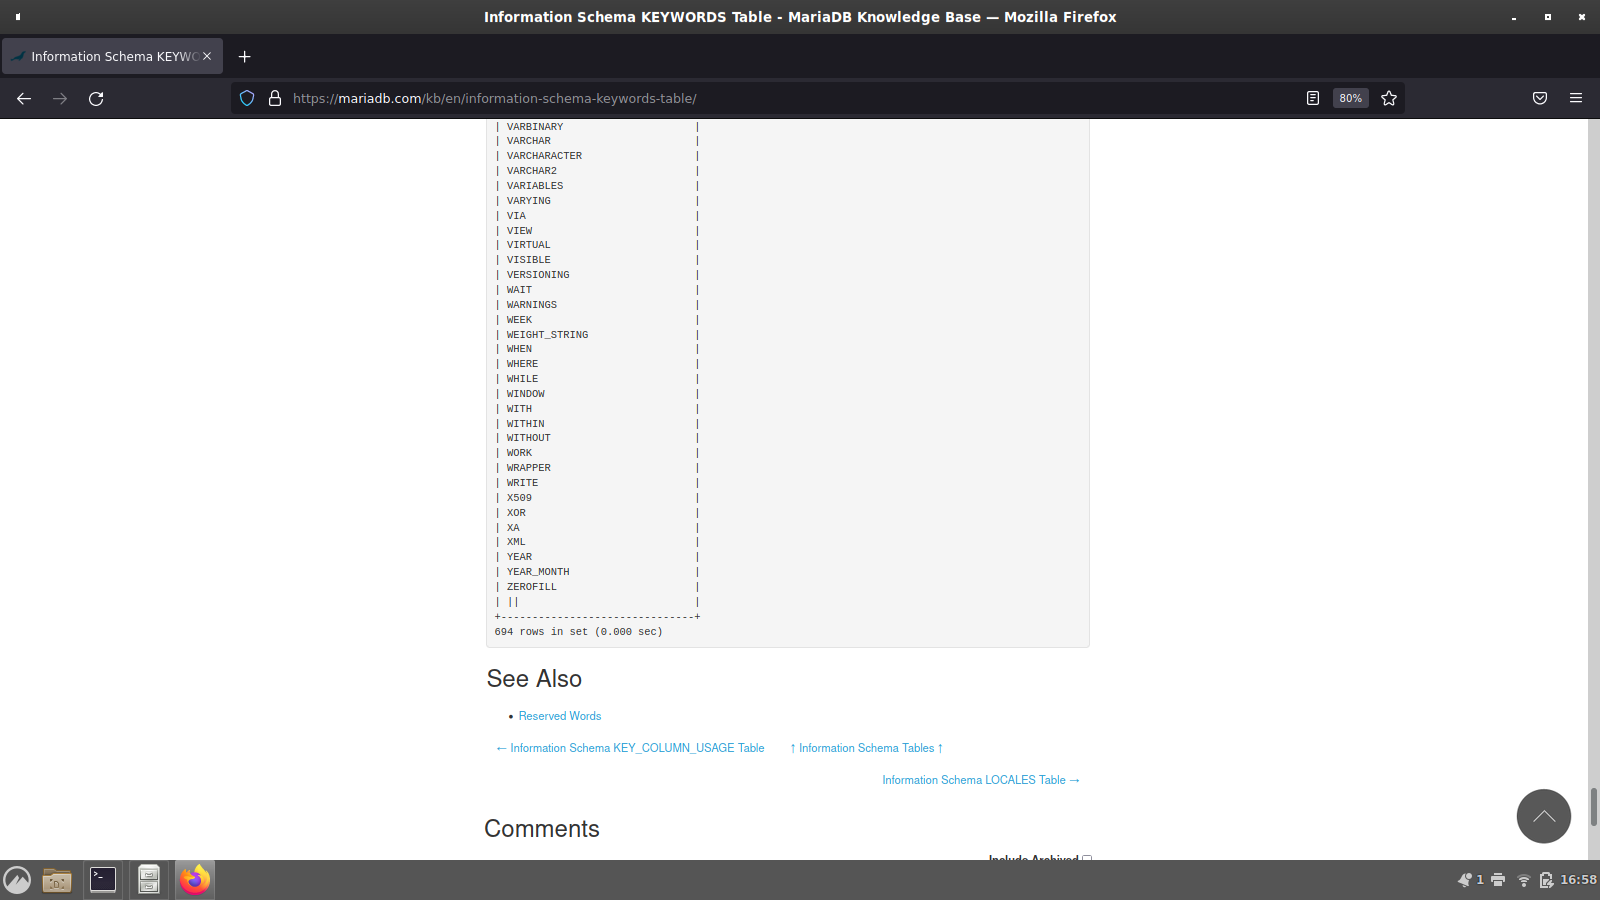 Information Schema KEYWORDS Table - MariaDB Knowledge Base — Mozilla Firefox
Information Schema KEYWO
https://mariadb.com/kb/en/information-schema-keywords-table/
80%
| VARBINARY |
| VARCHAR |
| VARCHARACTER |
| VARCHAR2 |
| VARIABLES |
| VARYING |
| VIA |
| VIEW |
| VIRTUAL |
| VISIBLE |
| VERSIONING |
| WAIT |
| WARNINGS |
| WEEK |
| WEIGHT_STRING |
| WHEN |
| WHERE |
| WHILE |
| WINDOW |
| WITH |
| WITHIN |
| WITHOUT |
| WORK |
| WRAPPER |
| WRITE |
| X509 |
| XOR |
| XA |
| XML |
| YEAR |
| YEAR_MONTH |
| ZEROFILL |
| || |
+-------------------------------+
694 rows in set (0.000 sec)
See Also
• Reserved Words
← Information Schema KEY_COLUMN_USAGE Table ↑ Information Schema Tables ↑
Information Schema LOCALES Table →
Comments
Include Archived
1 16:58